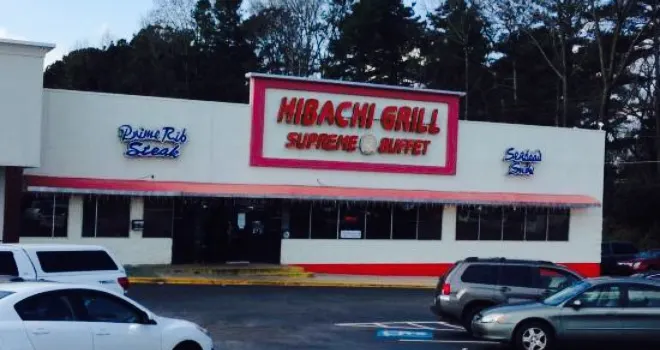 HIBACHI GRILL
SUPREME BUFFET
Prime Rib
Steak
Seafood
Sushi